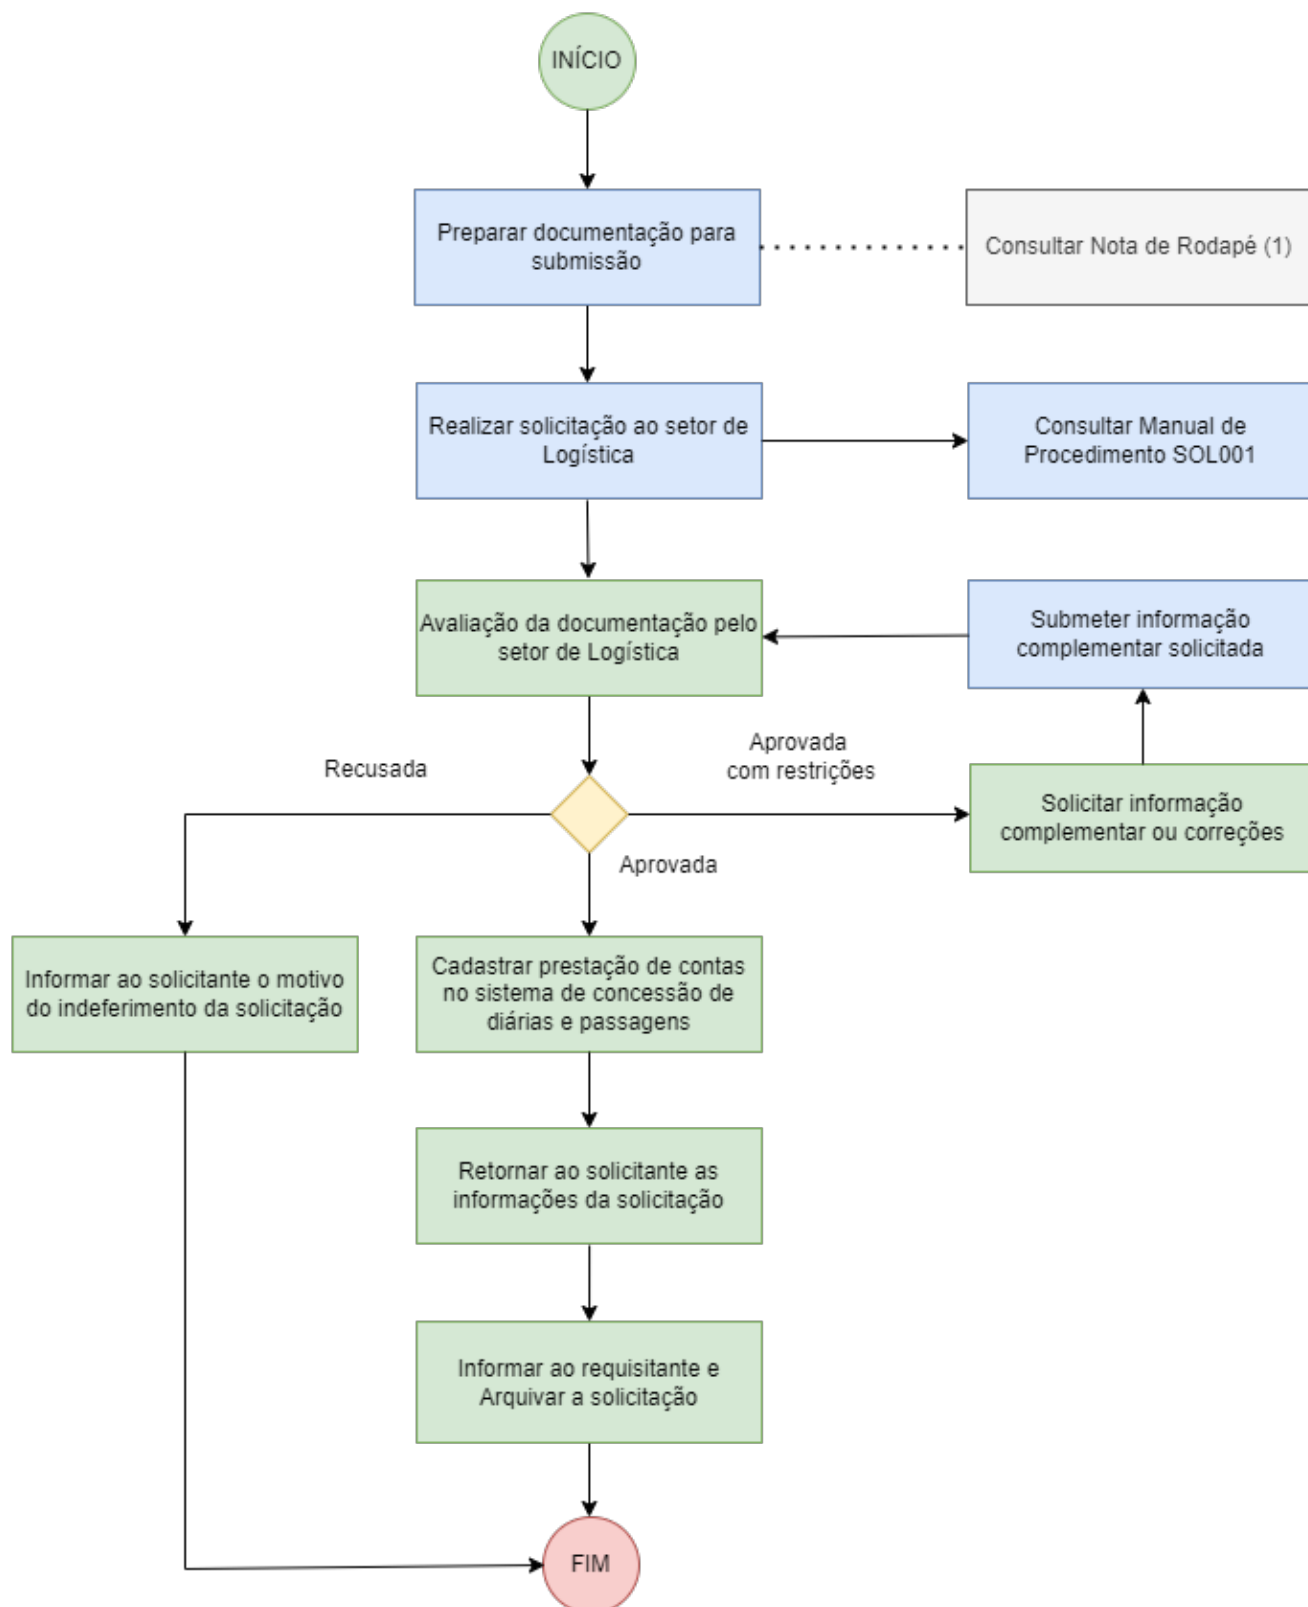 INÍCIO
Preparar documentação para
submissão
Consultar Nota de Rodapé (1)
Realizar solicitação ao setor de
Logística
Consultar Manual de
Procedimento SOL001
Avaliação da documentação pelo
setor de Logística
Submeter informação
complementar solicitada
Recusada
Aprovada
com restrições
Solicitar informação
complementar ou correções
Aprovada
Informar ao solicitante o motivo
do indeferimento da solicitação
Cadastrar prestação de contas
no sistema de concessão de
diárias e passagens
Retornar ao solicitante as
informações da solicitação
Informar ao requisitante e
Arquivar a solicitação
FIM